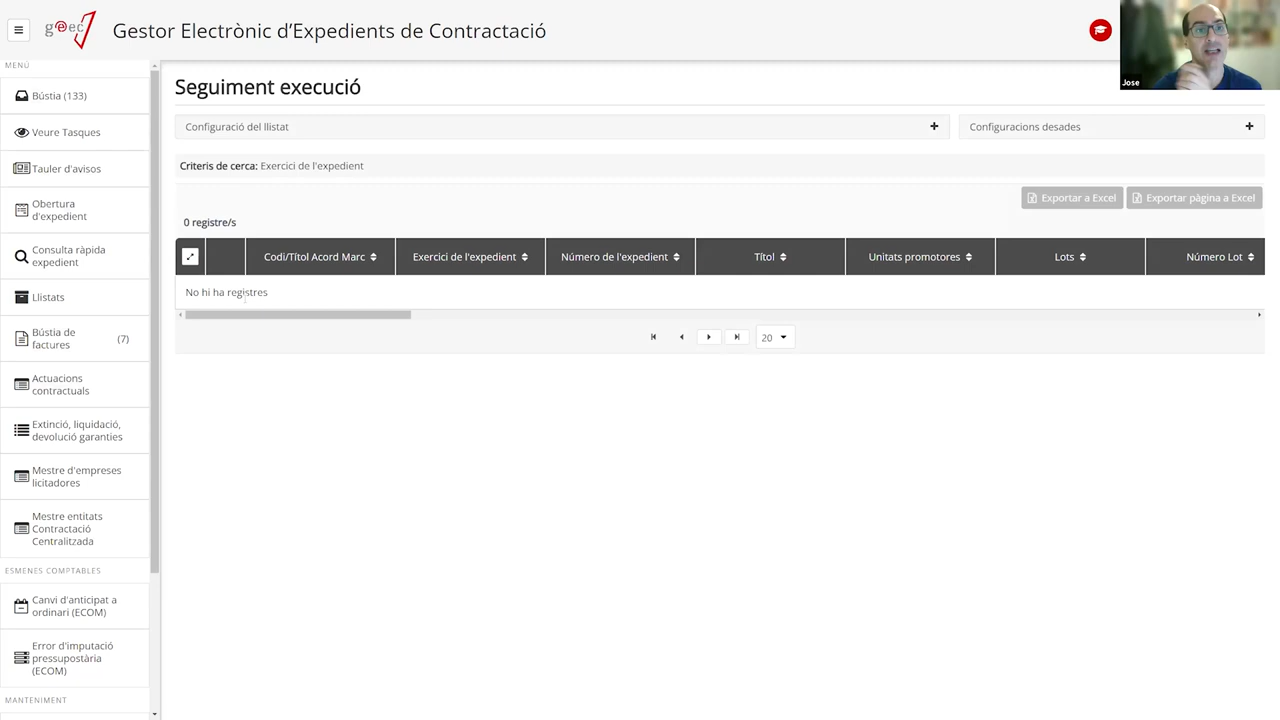 geec
Gestor Electrònic d’Expedients de Contractació
Jose
MENÚ
Bústia (133)
Veure Tasques
Tauler d'avisos
Obertura
d'expedient
Consulta ràpida
expedient
Llistats
Bústia de
factures
(7)
Actuacions
contractuals
Extinció, liquidació,
devolució garanties
Mestre d'empreses
licitadores
Mestre entitats
Contractació
Centralitzada
ESMENES COMPTABLES
Canvi d'anticipat a
ordinari (ECOM)
Error d'imputació
pressupostària
(ECOM)
MANTENIMENT
Seguiment execució
Configuració del llistat
Configuracions desades
Criteris de cerca: Exercici de l'expedient
Exportar a Excel
Exportar pàgina a Excel
0 registre/s
Codi/Títol Acord Marc
Exercici de l'expedient
Número de l'expedient
Títol
Unitats promotores
Lots
Número Lot
No hi ha registres
20